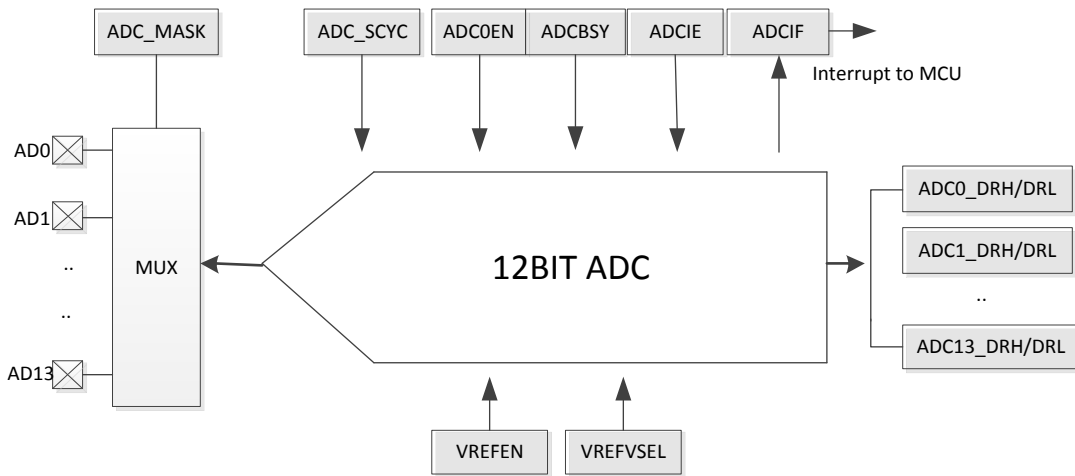 ADC_MASK
ADC_SCYC
ADC0EN
ADCBSY
ADCIE
ADCIF
Interrupt to MCU
AD0
AD1
..
..
AD13
MUX
12BIT ADC
ADC0_DRH/DRL
ADC1_DRH/DRL
..
ADC13_DRH/DRL
VREFEN
VREFVSEL